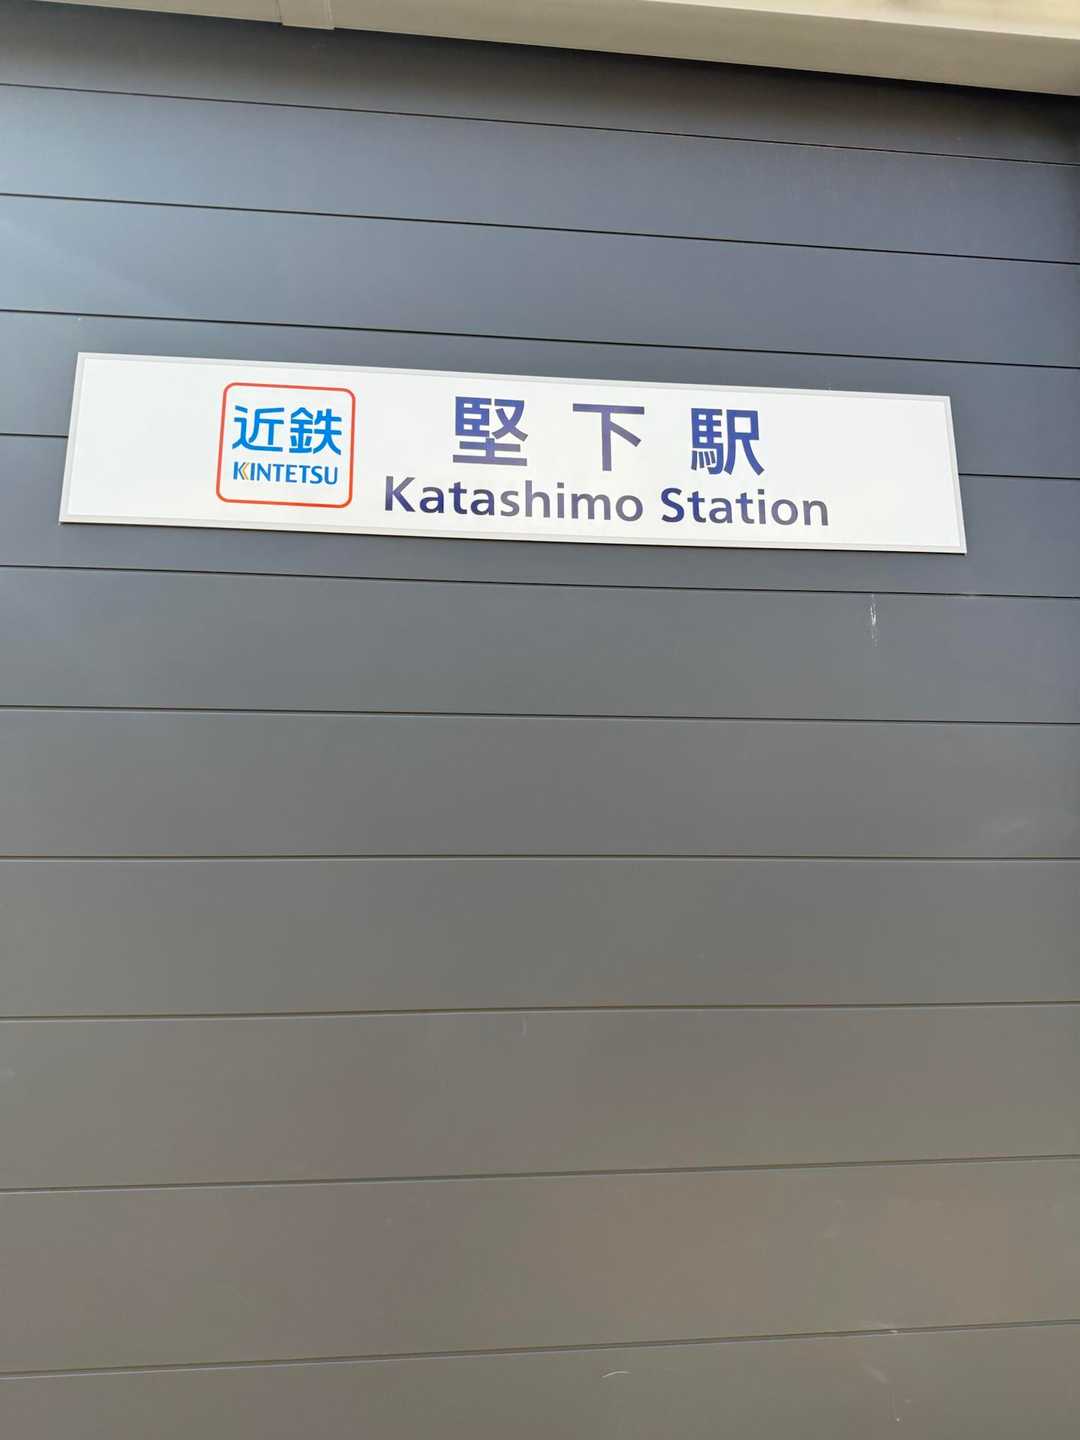 近鉄
KINTETSU
堅下駅
Katashimo Station